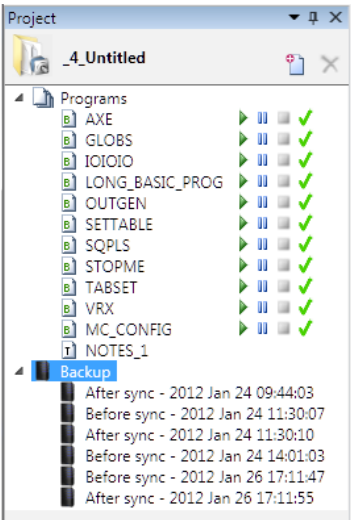 Project
_4_Untitled
Programs
AXE
GLOBS
IOIOIO
LONG_BASIC_PROG
OUTGEN
SETTABLE
SQPLS
STOPME
TABSET
VRX
MC_CONFIG
NOTES_1
Backup
After sync - 2012 Jan 24 09:44:03
Before sync - 2012 Jan 24 11:30:07
After sync - 2012 Jan 24 11:30:10
Before sync - 2012 Jan 24 14:01:03
Before sync - 2012 Jan 26 17:11:47
After sync - 2012 Jan 26 17:11:55